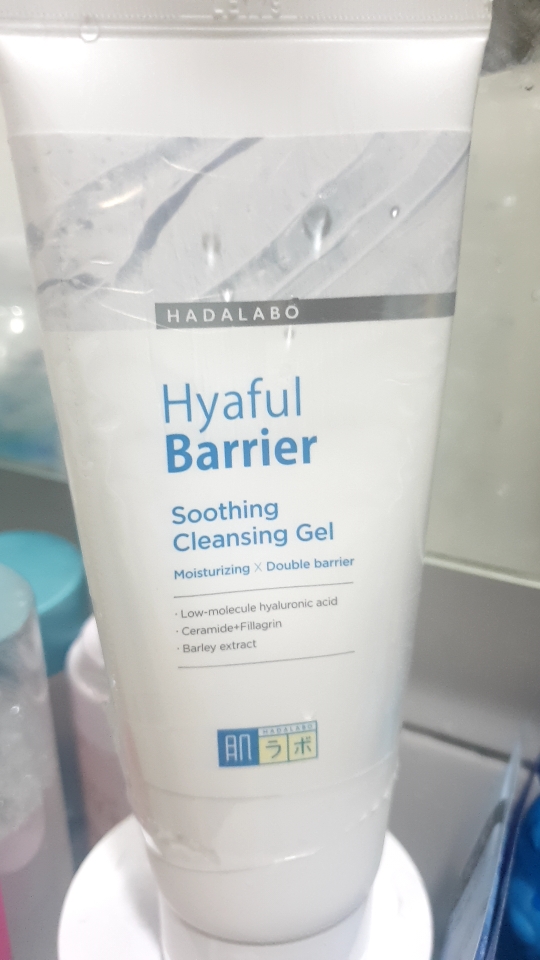 HADALABO
Hyaful
Barrier
Soothing
Cleansing Gel
Moisturizing X Double barrier
· Low-molecule hyaluronic acid
· Ceramide+Fillagrin
· Barley extract
HADALABO
肌ラボ